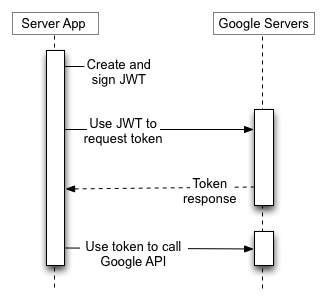 Server App
Google Servers
Create and
sign JWT
Use JWT to
request token
Token
response
Use token to call
Google API